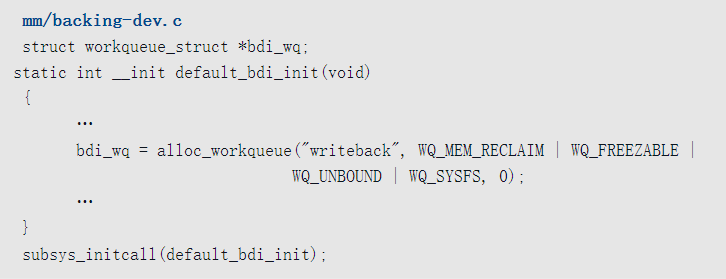 mm/backing-dev.c
struct workqueue_struct *bdi_wq;
static int __init default_bdi_init(void)
{
…
bdi_wq = alloc_workqueue("writeback", WQ_MEM_RECLAIM | WQ_FREEZABLE |
WQ_UNBOUND | WQ_SYSFS, 0);
…
}
subsys_initcall(default_bdi_init);